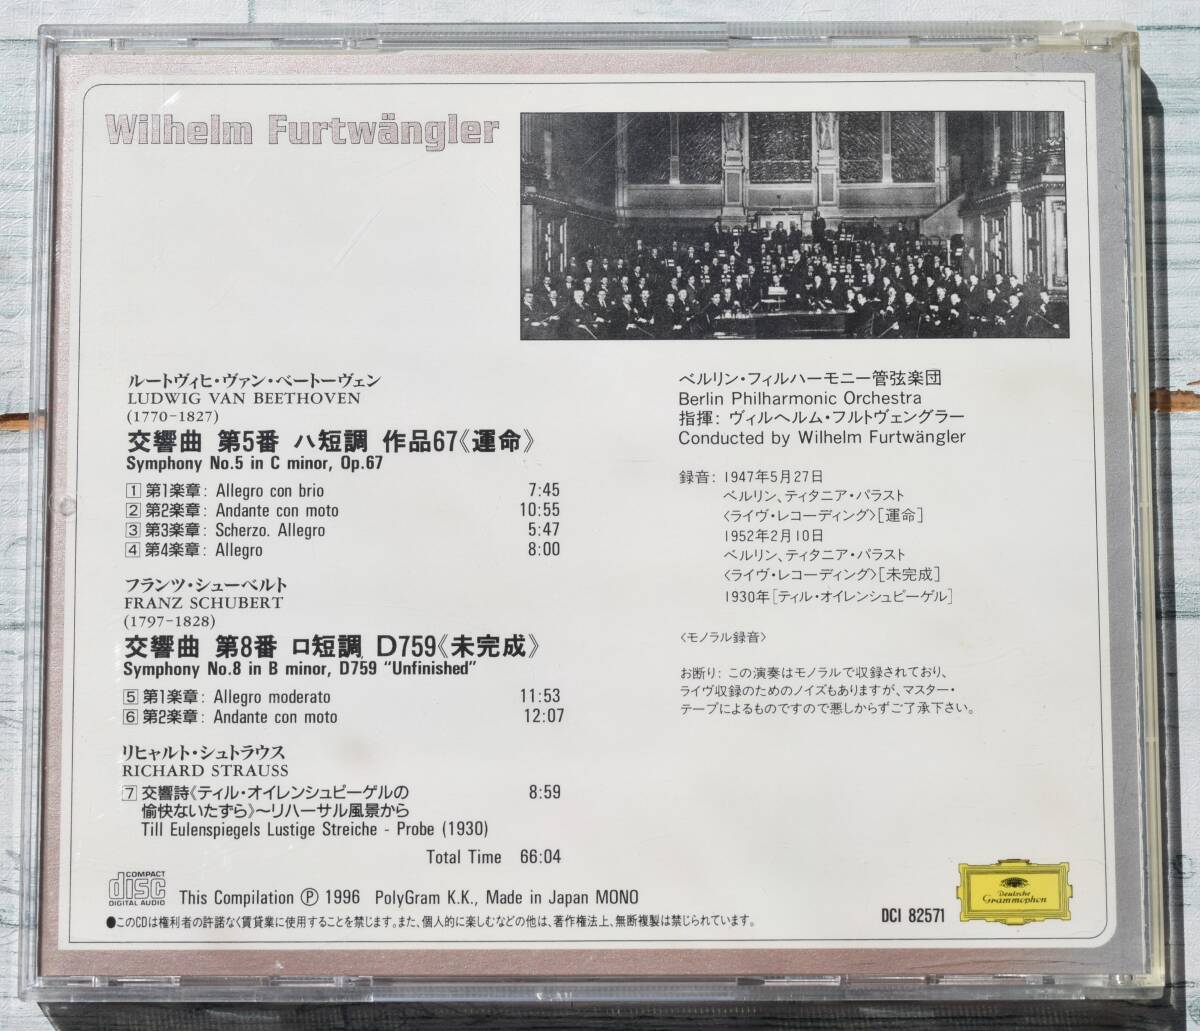 Wilhelm Furtwängler
ルートヴィヒ・ヴァン・ベートーヴェン
LUDWIG VAN BEETHOVEN
(1770-1827)
交響曲 第5番 ハ短調 作品67《運命》
Symphony No.5 in C minor, Op.67
1 第1楽章: Allegro con brio 7:45
2 第2楽章: Andante con moto 10:55
3 第3楽章: Scherzo. Allegro 5:47
4 第4楽章: Allegro 8:00
フランツ・シューベルト
FRANZ SCHUBERT
(1797-1828)
交響曲 第8番 ロ短調 D759《未完成》
Symphony No.8 in B minor, D759 "Unfinished"
5 第1楽章: Allegro moderato 11:53
6 第2楽章: Andante con moto 12:07
リヒャルト・シュトラウス
RICHARD STRAUSS
7 交響詩《ティル・オイレンシュピーゲルの 8:59
愉快ないたずら》〜リハーサル風景から
Till Eulenspiegels Lustige Streiche - Probe (1930)
Total Time 66:04
ベルリン・フィルハーモニー管弦楽団
Berlin Philharmonic Orchestra
指揮: ヴィルヘルム・フルトヴェングラー
Conducted by Wilhelm Furtwängler
録音: 1947年5月27日
ベルリン、ティタニア・パラスト
〈ライヴ・レコーディング〉[運命]
1952年2月10日
ベルリン、ティタニア・パラスト
〈ライヴ・レコーディング〉[未完成]
1930年[ティル・オイレンシュピーゲル]
〈モノラル録音〉
お断り: この演奏はモノラルで収録されており、
ライヴ収録のためのノイズもありますが、マスター・
テープによるものですので悪しからずご了承下さい。
COMPACT
disc
DIGITAL AUDIO
This Compilation Ⓟ 1996 PolyGram K.K., Made in Japan MONO
●このCDは権利者の許諾なく賃貸業に使用することを禁じます。また、個人的に楽しむなどの他は、著作権法上、無断複製は禁じられています。
DCI 82571
Deutsche
Grammophon